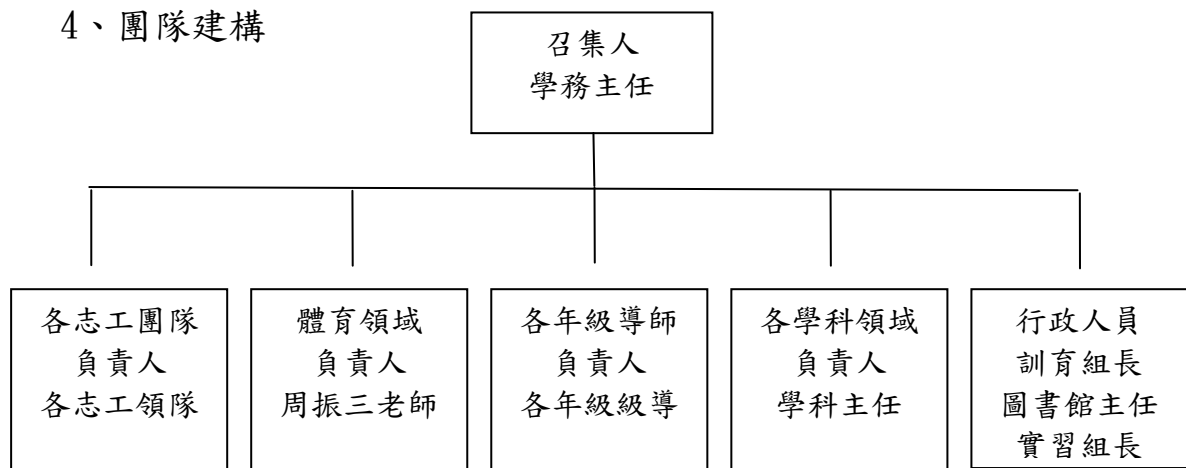 4、團隊建構
召集人
學務主任
各志工團隊
負責人
各志工領隊
體育領域
負責人
周振三老師
各年級導師
負責人
各年級級導
各學科領域
負責人
學科主任
行政人員
訓育組長
圖書館主任
實習組長